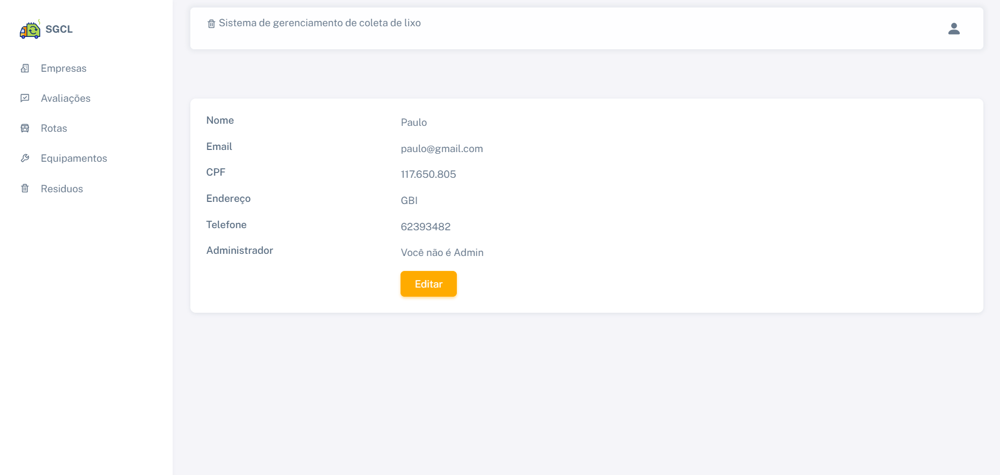 SGCL
Empresas
Avaliações
Rotas
Equipamentos
Residuos
Sistema de gerenciamento de coleta de lixo
Nome Paulo
Email paulo@gmail.com
CPF 117.650.805
Endereço GBI
Telefone 62393482
Administrador Você não é Admin
Editar